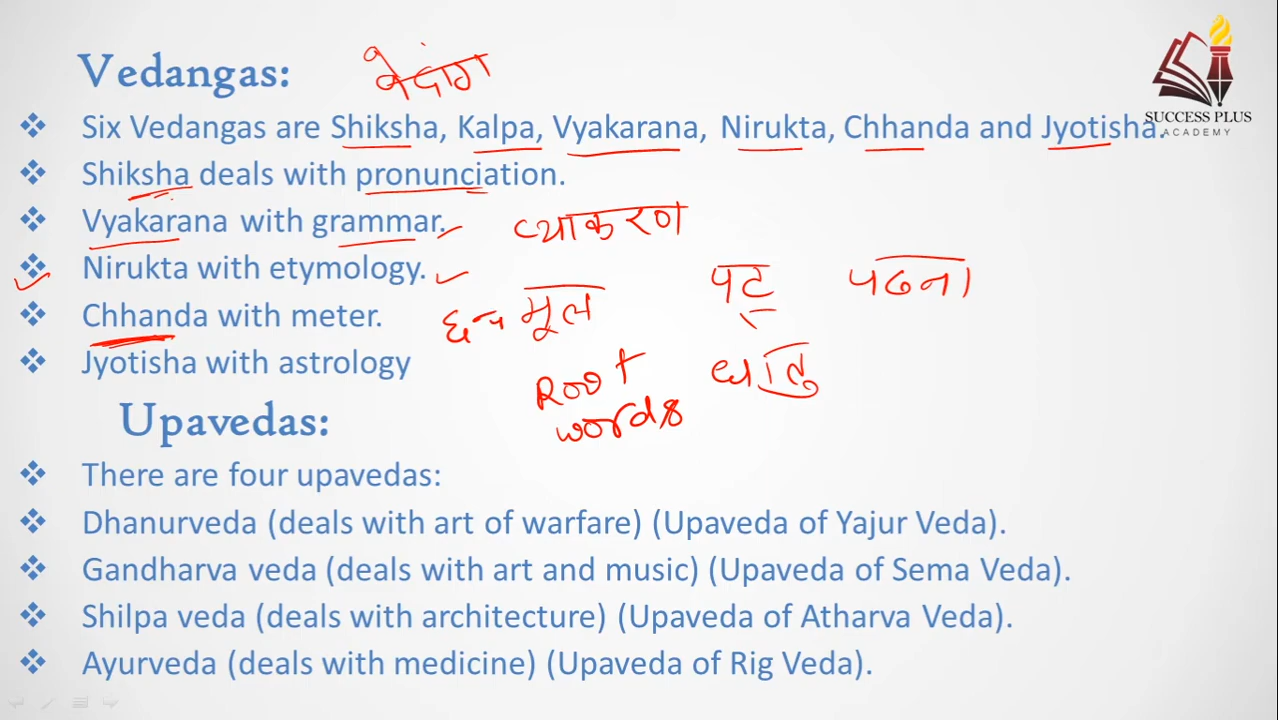 Vedangas: वेदांग
SUCCESS PLUS
ACADEMY
❖ Six Vedangas are Shiksha, Kalpa, Vyakarana, Nirukta, Chhanda and Jyotisha.
❖ Shiksha deals with pronunciation.
❖ Vyakarana with grammar. व्याकरण
❖ Nirukta with etymology. पठ पढना
❖ Chhanda with meter. छन्द मूल
❖ Jyotisha with astrology Root धातु
words
Upavedas:
❖ There are four upavedas:
❖ Dhanurveda (deals with art of warfare) (Upaveda of Yajur Veda).
❖ Gandharva veda (deals with art and music) (Upaveda of Sema Veda).
❖ Shilpa veda (deals with architecture) (Upaveda of Atharva Veda).
❖ Ayurveda (deals with medicine) (Upaveda of Rig Veda).